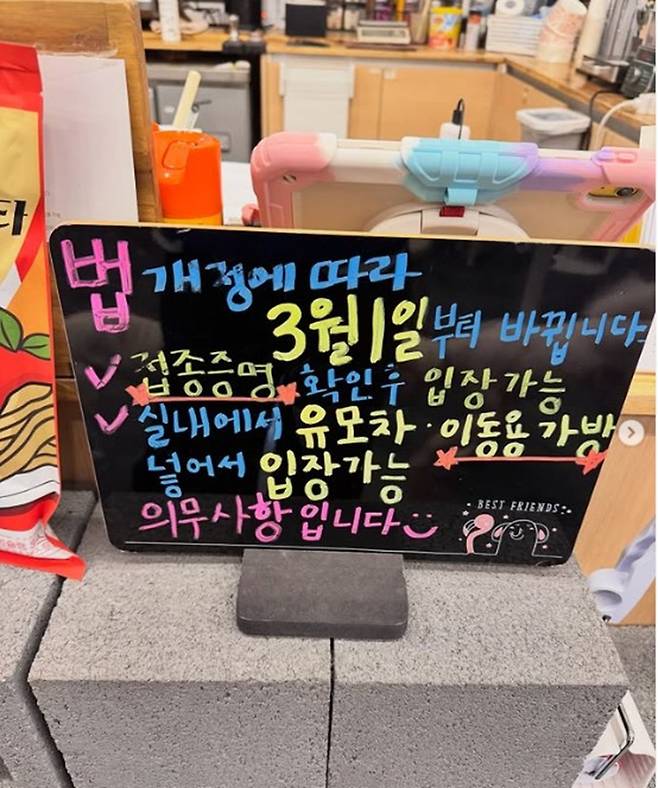 법 개정에 따라
3월 1일부터 바뀝니다
✓ 접종증명 확인 후 입장 가능
✓ 실내에서 유모차·이동용 가방
넣어서 입장가능
의무사항입니다
BEST FRIENDS